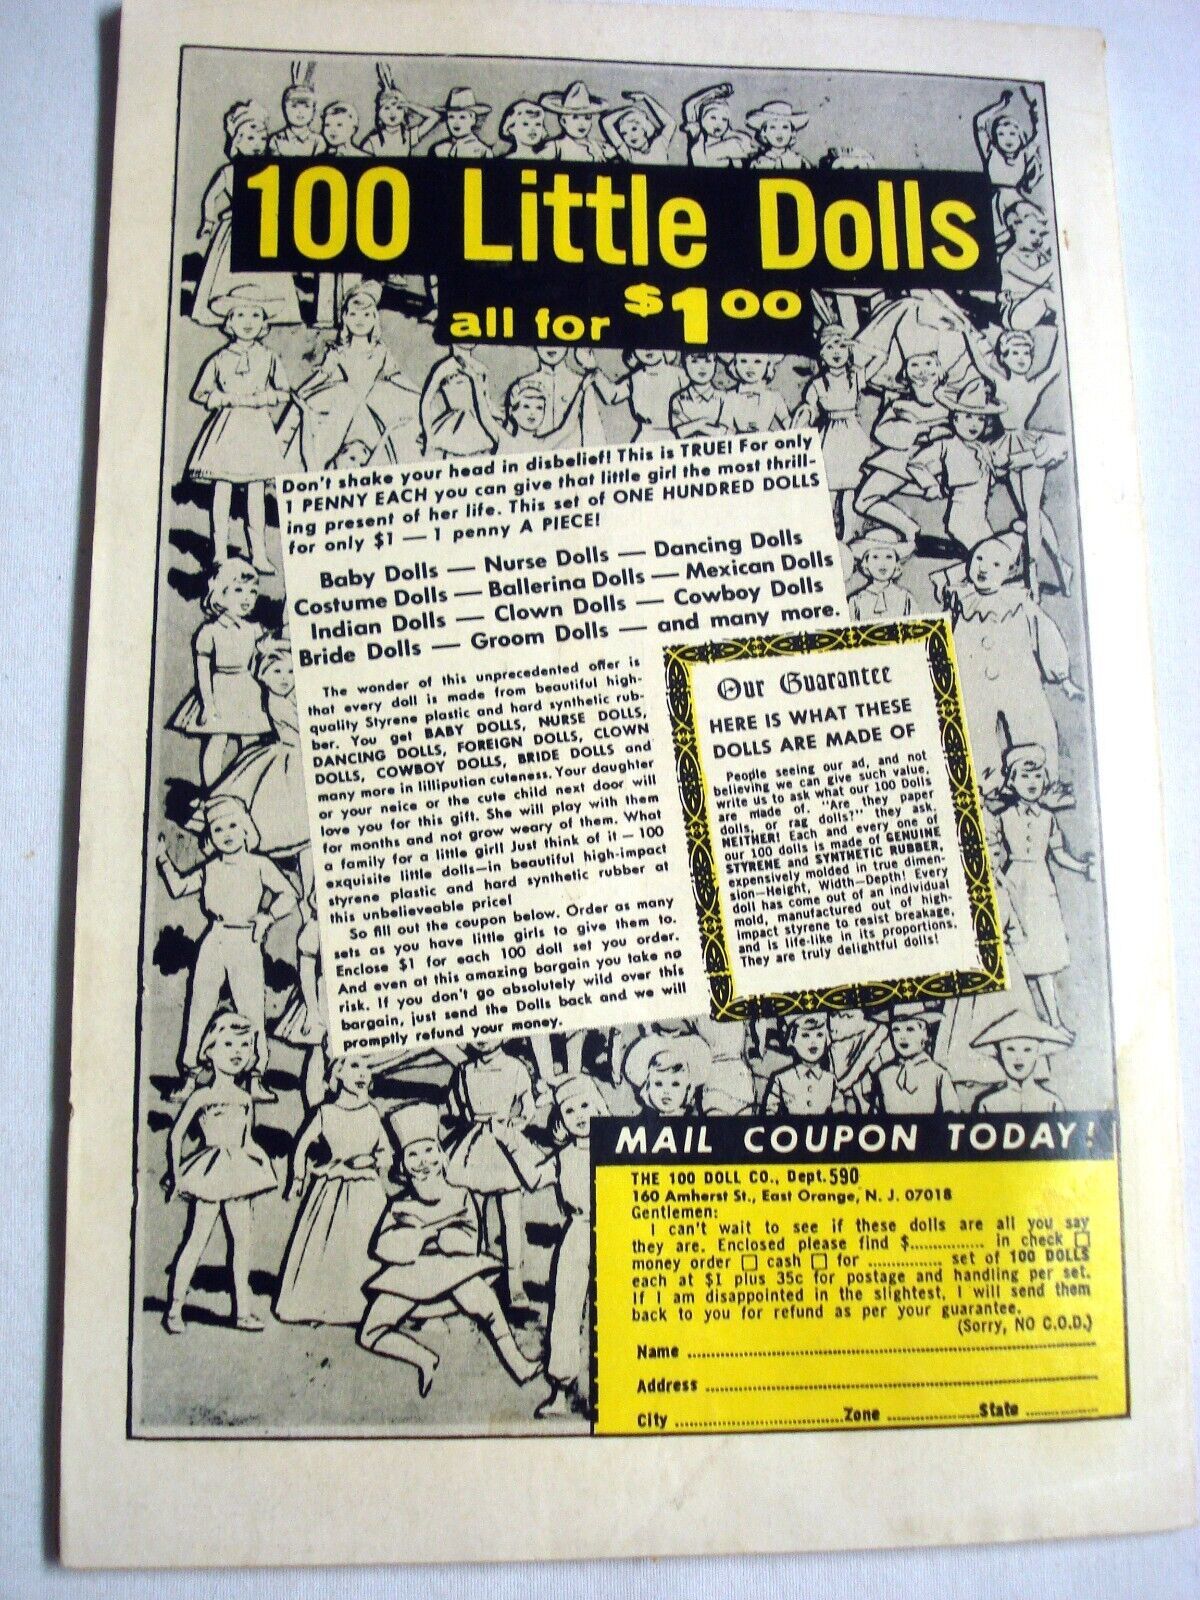 100 Little Dolls
all for $1.00
Don't shake your head in disbelief! This is TRUE! For only
1 PENNY EACH you can give that little girl the most thrill-
ing present of her life. This set of ONE HUNDRED DOLLS
for only $1 — 1 penny A PIECE!
Baby Dolls — Nurse Dolls — Dancing Dolls
Costume Dolls — Ballerina Dolls — Mexican Dolls
Indian Dolls — Clown Dolls — Cowboy Dolls
Bride Dolls — Groom Dolls — and many more.
The wonder of this unprecedented offer is
that every doll is made from beautiful high-
quality Styrene plastic and hard synthetic rub-
ber. You get BABY DOLLS, NURSE DOLLS,
DANCING DOLLS, FOREIGN DOLLS, CLOWN
DOLLS, COWBOY DOLLS, BRIDE DOLLS and
many more in lilliputian cuteness. Your daughter
or your neice or the cute child next door will
love you for this gift. She will play with them
for months and not grow weary of them. What
a family for a little girl! Just think of it — 100
exquisite little dolls—in beautiful high-impact
styrene plastic and hard synthetic rubber at
this unbelieveable price!
So fill out the coupon below. Order as many
sets as you have little girls to give them to.
Enclose $1 for each 100 doll set you order.
And even at this amazing bargain you take no
risk. If you don't go absolutely wild over this
bargain, just send the Dolls back and we will
promptly refund your money.
Our Guarantee
HERE IS WHAT THESE
DOLLS ARE MADE OF
People seeing our ad, and not
believing we can give such value,
write us to ask what our 100 Dolls
are made of. "Are they paper
dolls, or rag dolls?" they ask.
NEITHER! Each and every one of
our 100 dolls is made of GENUINE
STYRENE and SYNTHETIC RUBBER,
expensively molded in true dimen-
sion—Height, Width—Depth! Every
doll has come out of an individual
mold, manufactured out of high-
impact styrene to resist breakage,
and is life-like in its proportions.
They are truly delightful dolls!
MAIL COUPON TODAY!
THE 100 DOLL CO., Dept. 590
160 Amherst St., East Orange, N. J. 07018
Gentlemen:
I can't wait to see if these dolls are all you say
they are. Enclosed please find $............... in check ☐
money order ☐ cash ☐ for ............... set of 100 DOLLS
each at $1 plus 35c for postage and handling per set.
If I am disappointed in the slightest, I will send them
back to you for refund as per your guarantee.
(Sorry, NO C.O.D.)
Name ...............
Address ...............
City ............... Zone ............... State ...............